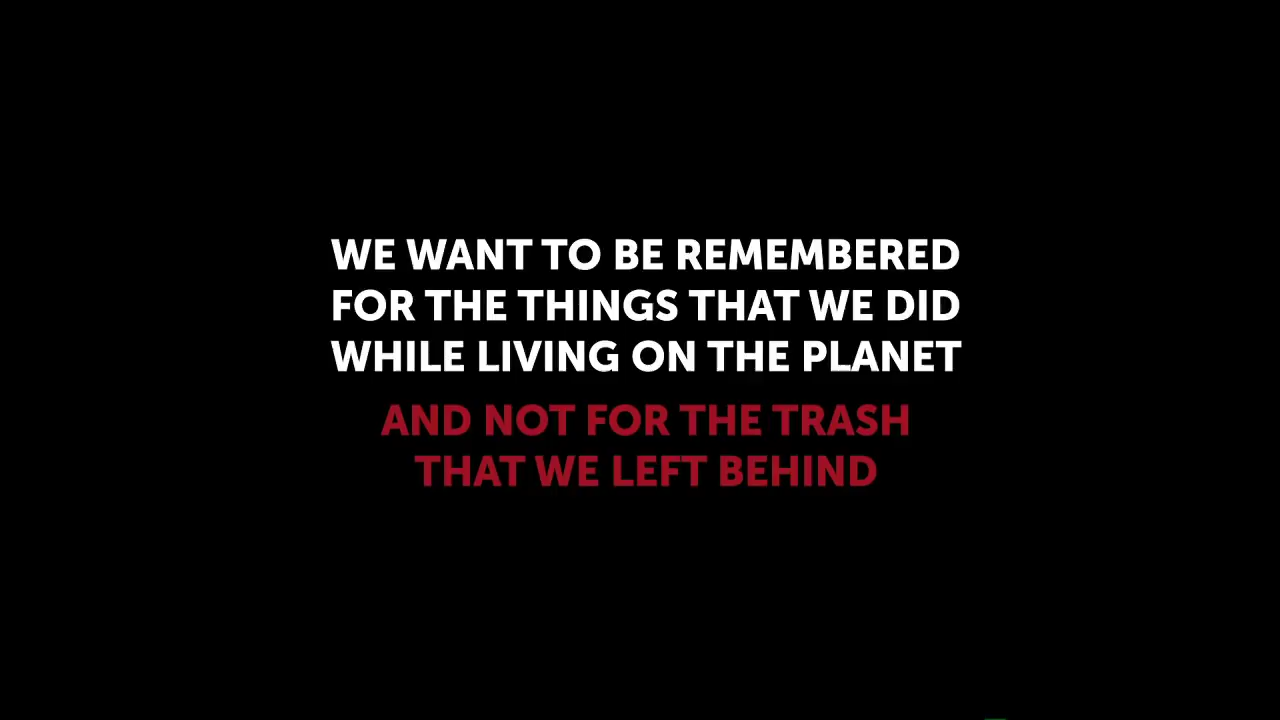 WE WANT TO BE REMEMBERED
FOR THE THINGS THAT WE DID
WHILE LIVING ON THE PLANET
AND NOT FOR THE TRASH
THAT WE LEFT BEHIND